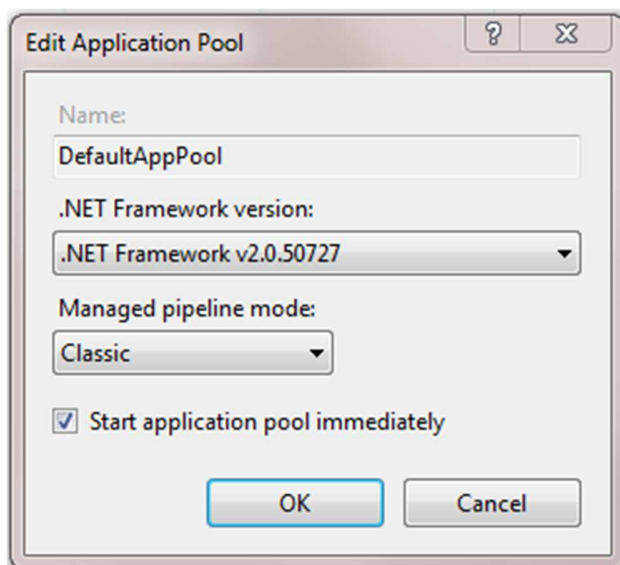 Edit Application Pool
Name:
DefaultAppPool
.NET Framework version:
.NET Framework v2.0.50727
Managed pipeline mode:
Classic
Start application pool immediately
OK Cancel